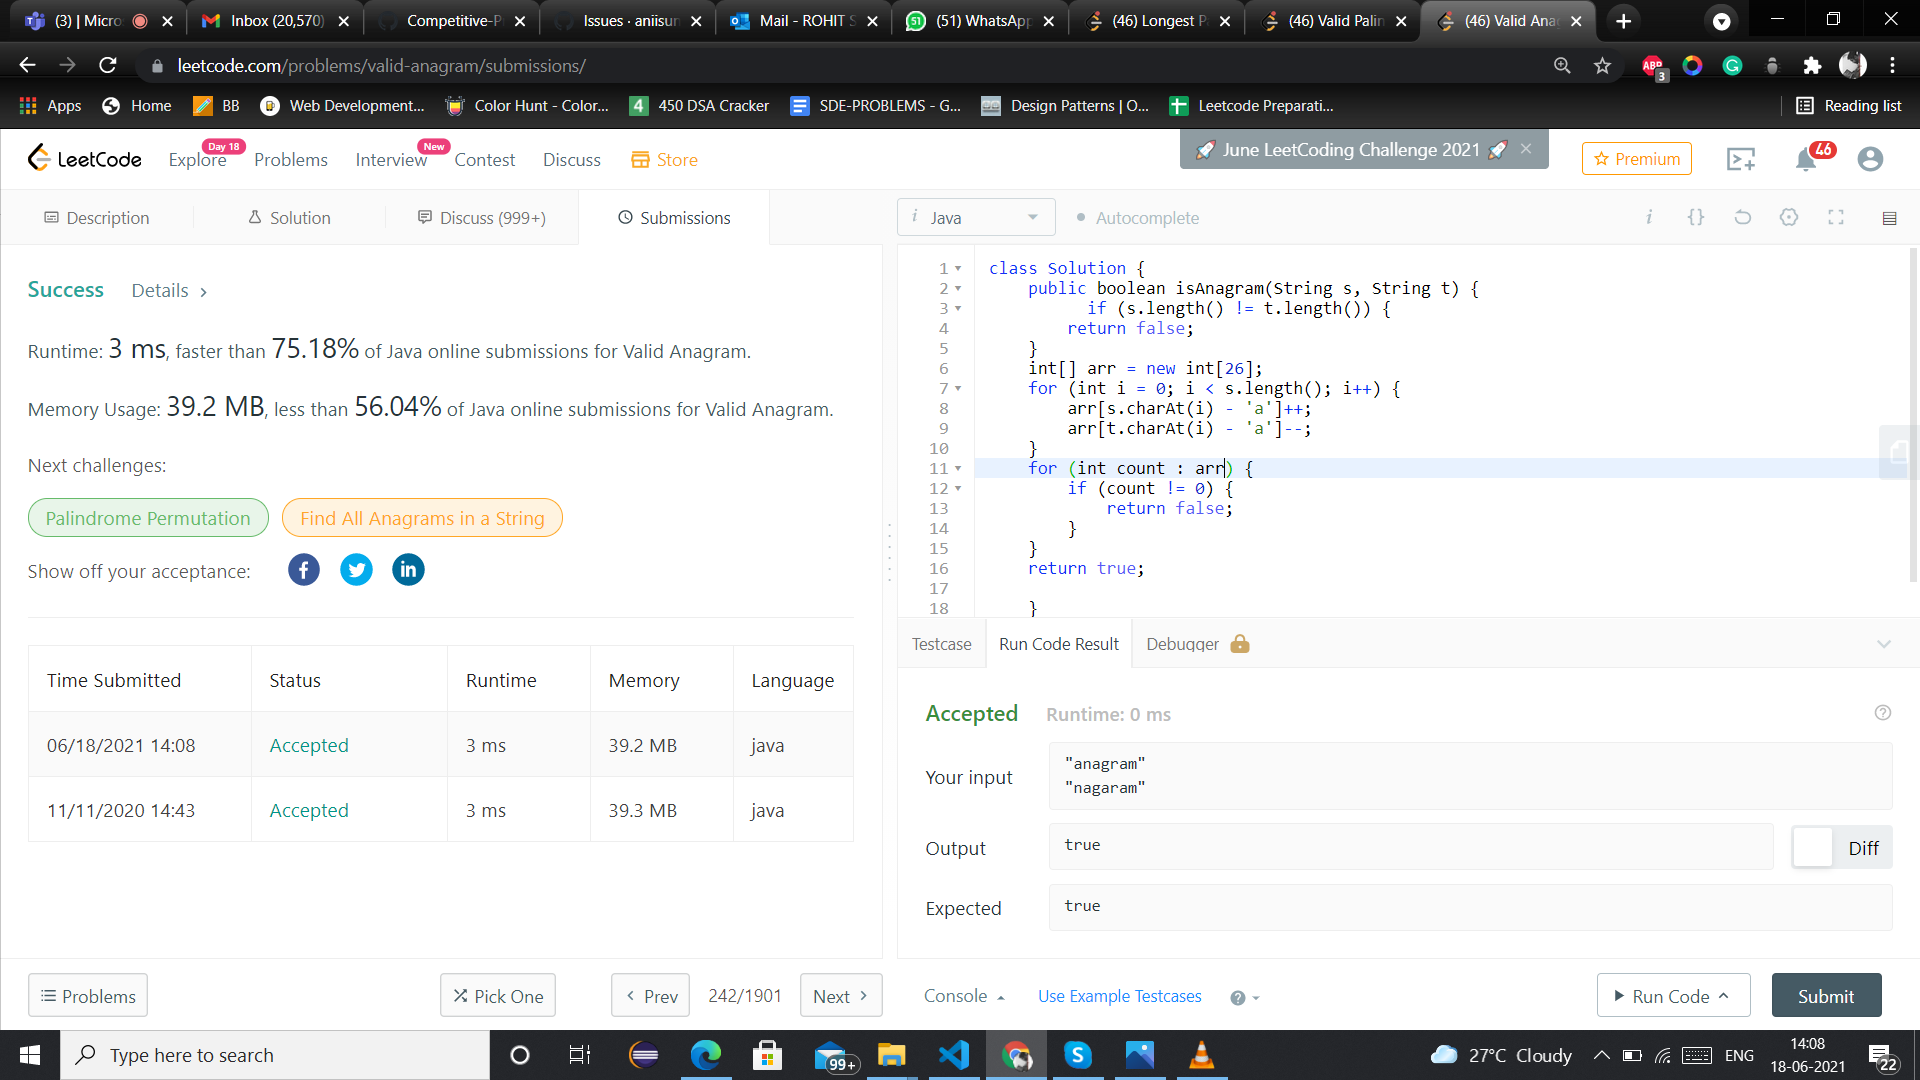 (3) | Micro
Inbox (20,570)
Competitive-P
Issues · aniisur
Mail - ROHIT S
(51) WhatsApp
(46) Longest P
(46) Valid Palin
(46) Valid Ana
leetcode.com/problems/valid-anagram/submissions/
ABP
3
Apps
Home
BB
Web Development...
Color Hunt - Color...
4
450 DSA Cracker
SDE-PROBLEMS - G...
Design Patterns | O...
Leetcode Preparati...
Reading list
LeetCode
Explore
Day 18
Problems
Interview
New
Contest
Discuss
Store
June LeetCoding Challenge 2021
Premium
46
Description
Solution
Discuss (999+)
Submissions
i Java
Autocomplete
i {}
Success
Details >
Runtime: 3 ms, faster than 75.18% of Java online submissions for Valid Anagram.
Memory Usage: 39.2 MB, less than 56.04% of Java online submissions for Valid Anagram.
Next challenges:
Palindrome Permutation
Find All Anagrams in a String
Show off your acceptance:
Time Submitted Status Runtime Memory Language
06/18/2021 14:08 Accepted 3 ms 39.2 MB java
11/11/2020 14:43 Accepted 3 ms 39.3 MB java
1 class Solution {
2 public boolean isAnagram(String s, String t) {
3 if (s.length() != t.length()) {
4 return false;
5 }
6 int[] arr = new int[26];
7 for (int i = 0; i < s.length(); i++) {
8 arr[s.charAt(i) - 'a']++;
9 arr[t.charAt(i) - 'a']--;
10 }
11 for (int count : arr) {
12 if (count != 0) {
13 return false;
14 }
15 }
16 return true;
17
18 }
Testcase
Run Code Result
Debugger
Accepted
Runtime: 0 ms
Your input
"anagram"
"nagaram"
Output
true
Diff
Expected
true
Problems
Pick One
< Prev
242/1901
Next >
Console
Use Example Testcases
Run Code
Submit
Type here to search
99+
27°C Cloudy
ENG
14:08
18-06-2021
22